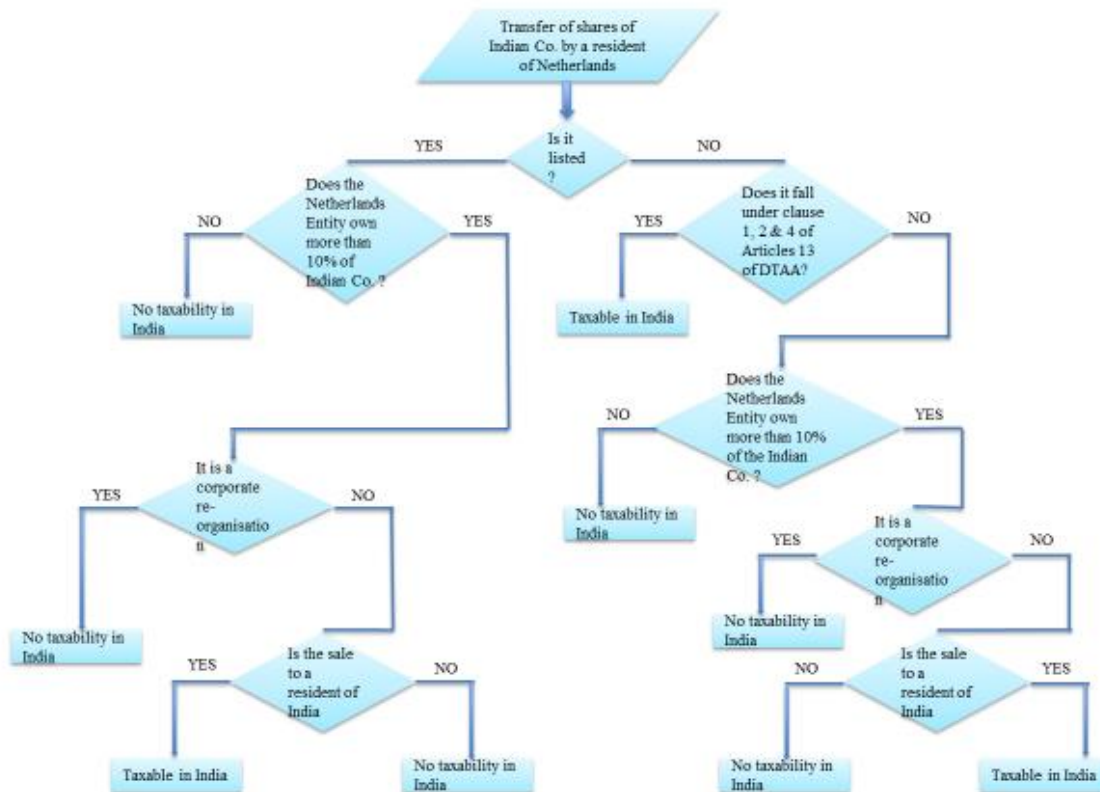 Transfer of shares of
Indian Co. by a resident
of Netherlands
Is it
listed
?
YES
NO
Does the
Netherlands
Entity own
more than
10% of
Indian Co. ?
NO
YES
Does it fall
under clause
1, 2 & 4 of
Articles 13
of DTAA?
YES
NO
No taxability in
India
Taxable in India
Does the
Netherlands
Entity own
more than 10%
of the Indian
Co. ?
NO
YES
It is a
corporate
re-
organisatio
n
YES
NO
No taxability in
India
It is a
corporate
re-
organisatio
n
YES
NO
No taxability in
India
No taxability in
India
Is the sale
to a
resident of
India
YES
NO
Is the sale
to a
resident of
India
NO
YES
Taxable in India
No taxability in
India
No taxability in
India
Taxable in India